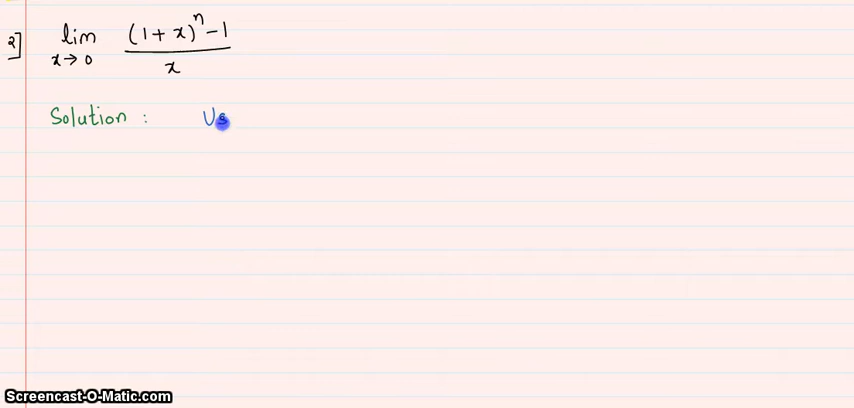 2] lim x→0 (1 + x)^n - 1 / x
Solution : Us
Screencast-O-Matic.com